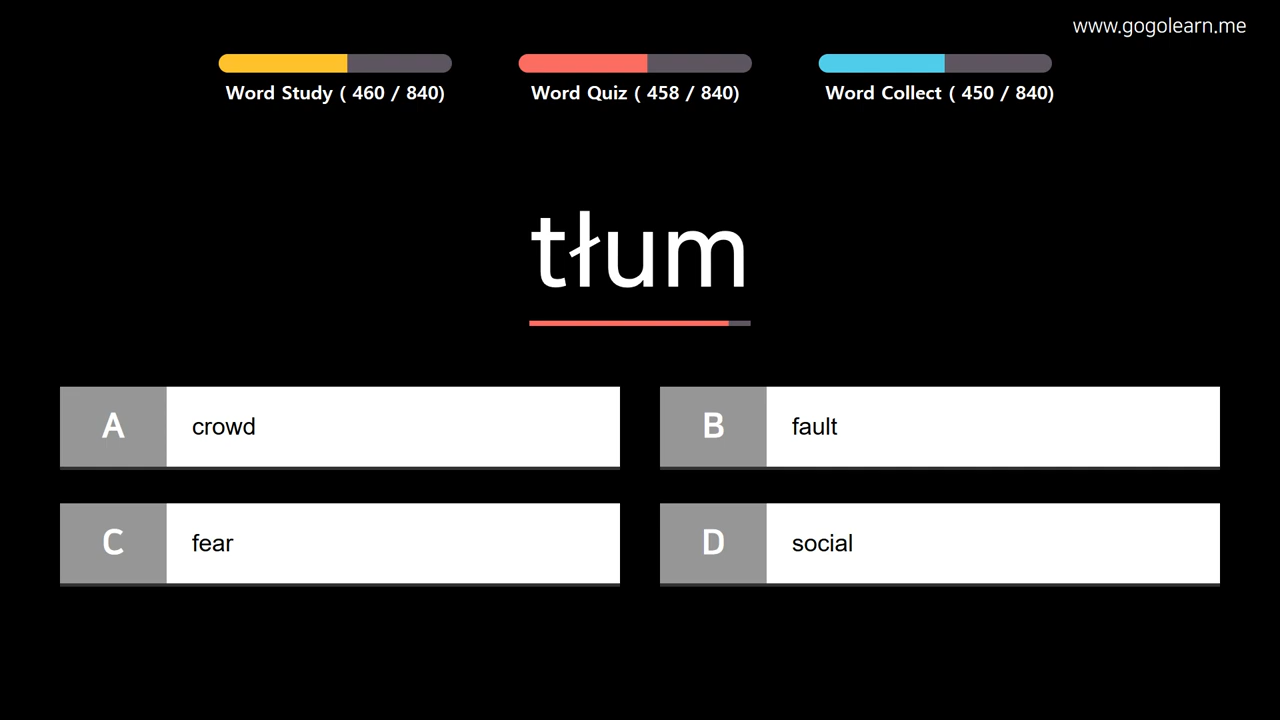 www.gogolearn.me
Word Study ( 460 / 840)
Word Quiz ( 458 / 840)
Word Collect ( 450 / 840)
tłum
A crowd
B fault
C fear
D social